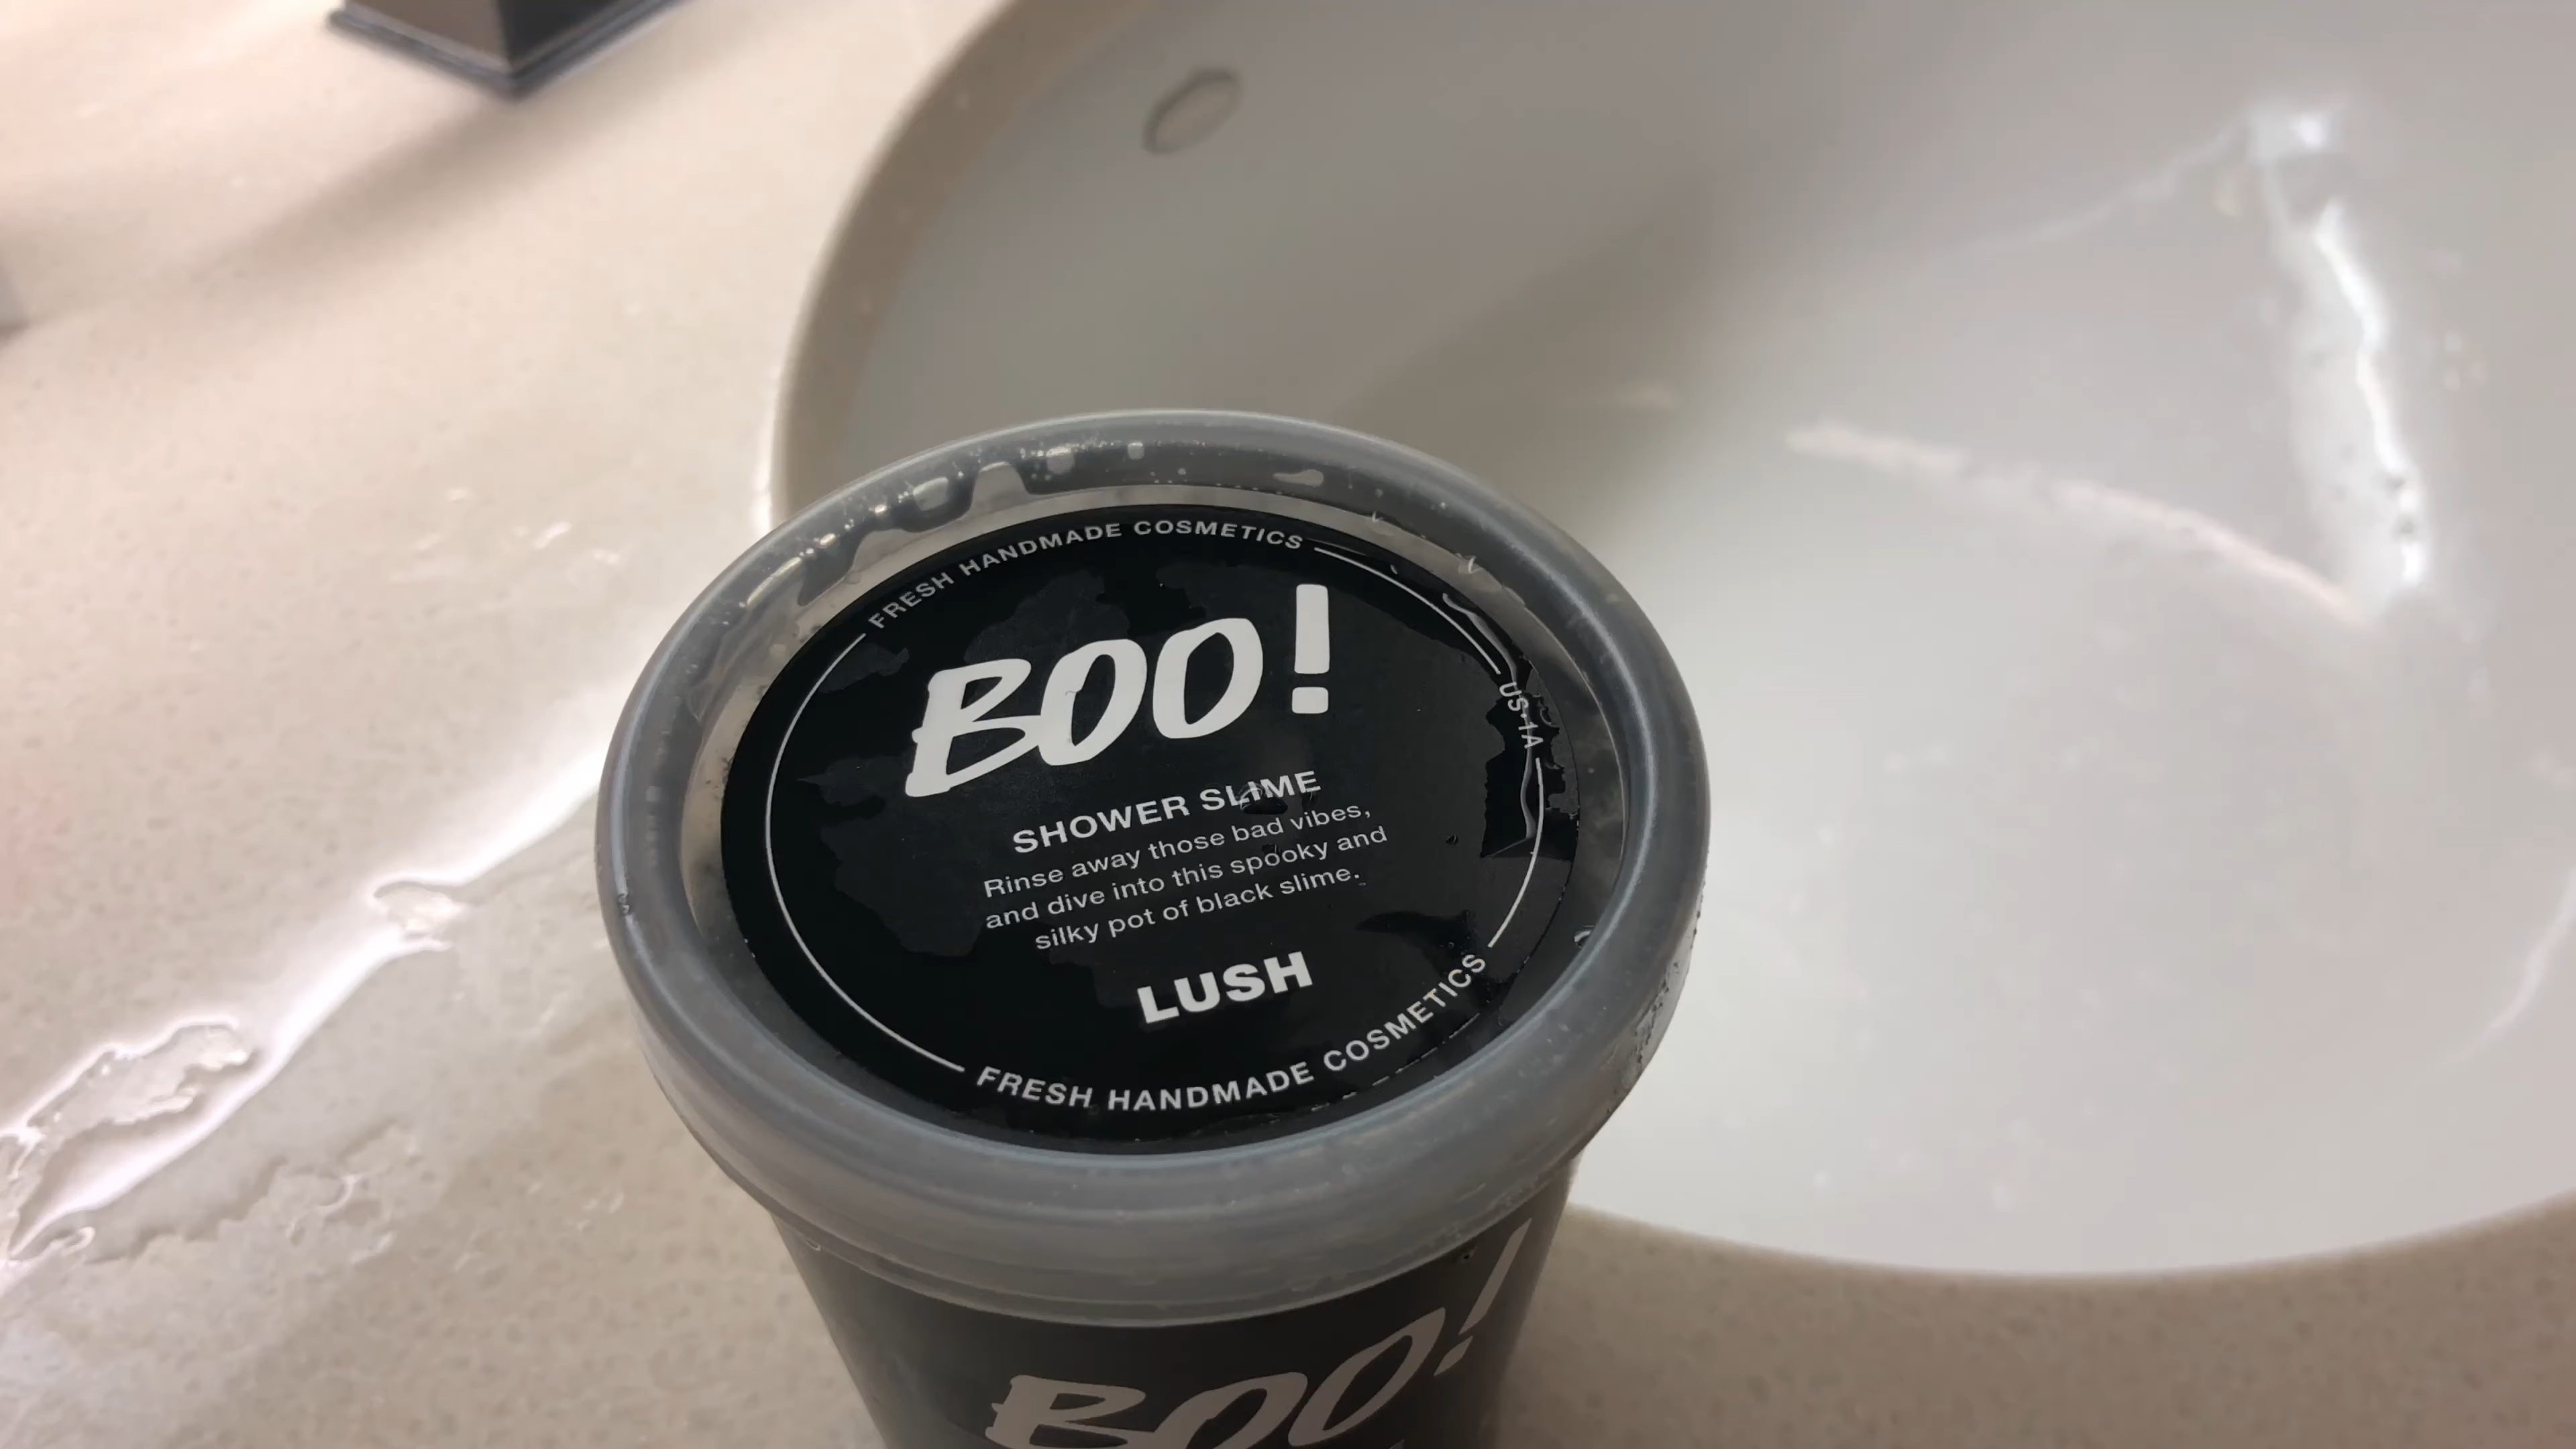 FRESH HANDMADE COSMETICS
US•1A
BOO!
SHOWER SLIME
Rinse away those bad vibes,
and dive into this spooky and
silky pot of black slime.
LUSH
FRESH HANDMADE COSMETICS
BOO!